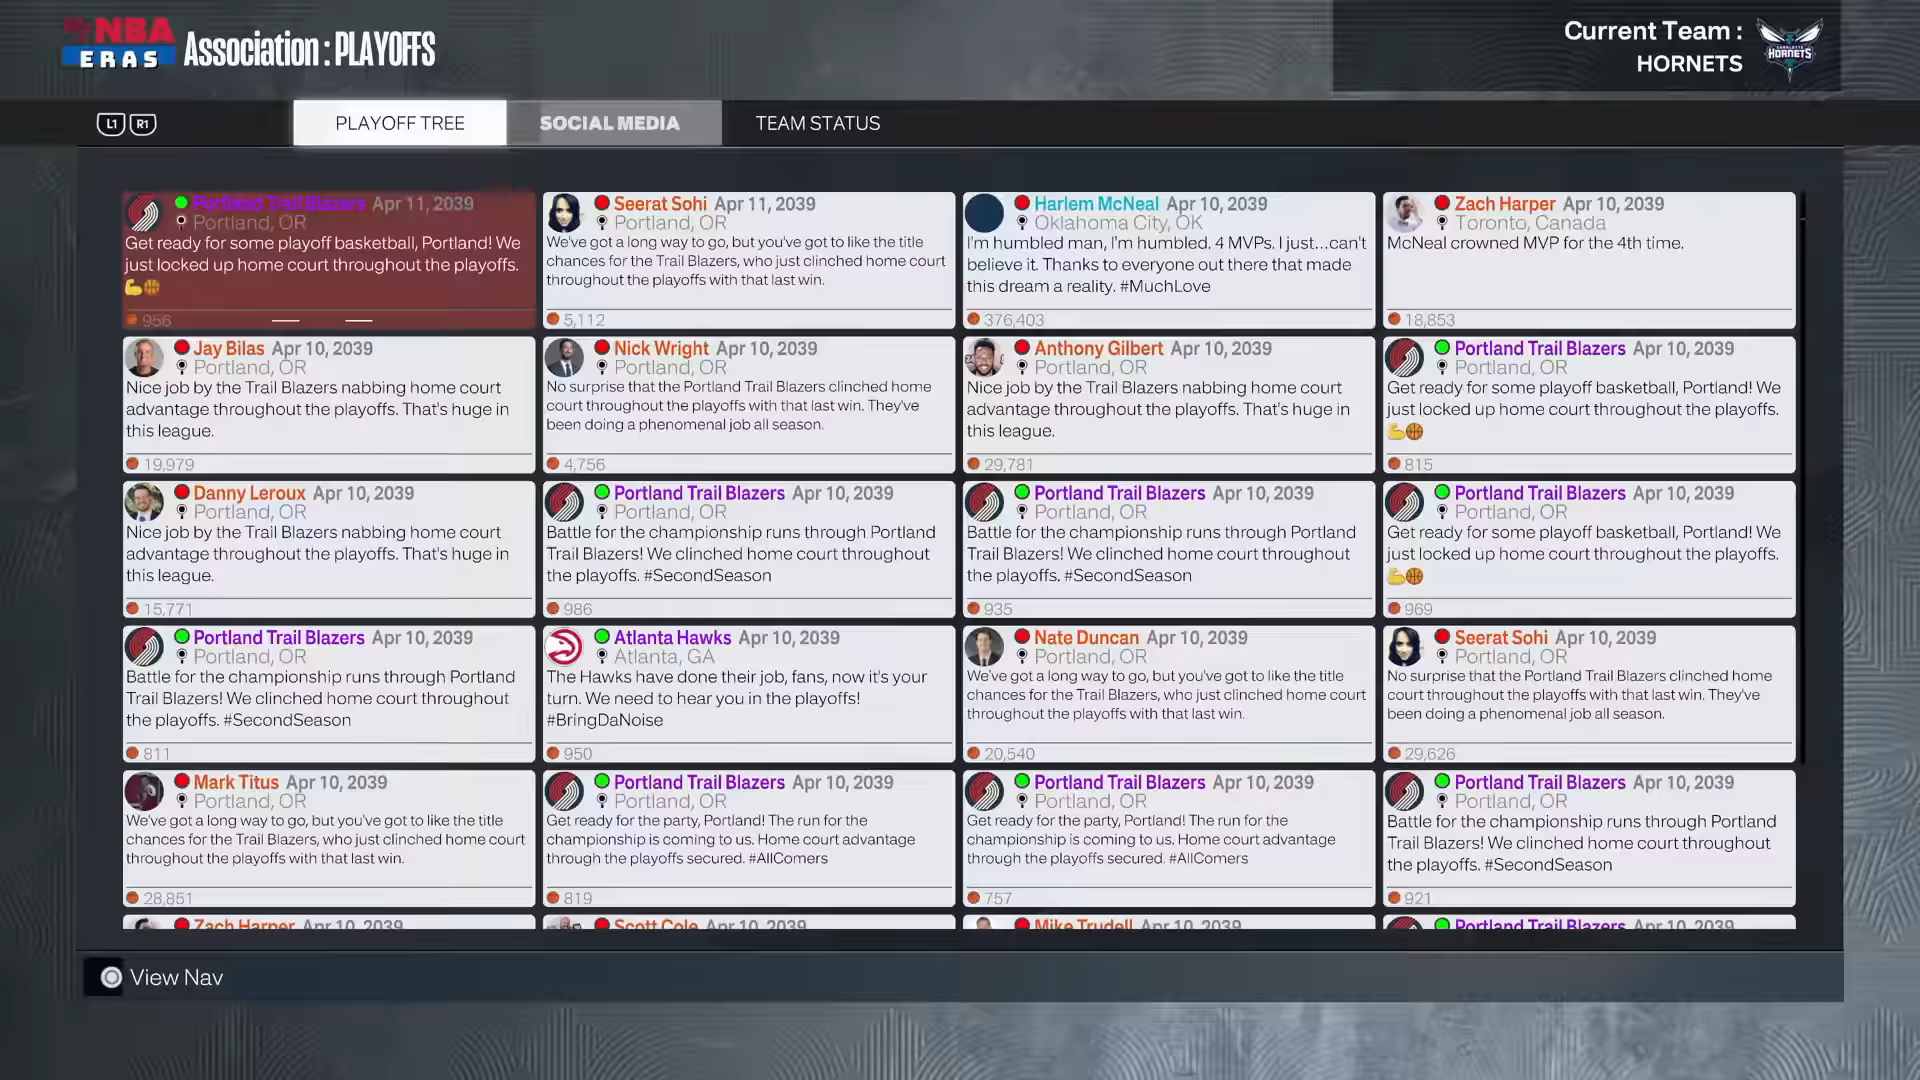 My NBA
ERAS
Association : PLAYOFFS
Current Team :
HORNETS
CHARLOTTE
HORNETS
L1 R1
PLAYOFF TREE
SOCIAL MEDIA
TEAM STATUS
Portland Trail Blazers Apr 11, 2039
Portland, OR
Get ready for some playoff basketball, Portland! We
just locked up home court throughout the playoffs.
💪🏀
956
Seerat Sohi Apr 11, 2039
Portland, OR
We've got a long way to go, but you've got to like the title
chances for the Trail Blazers, who just clinched home court
throughout the playoffs with that last win.
5,112
Harlem McNeal Apr 10, 2039
Oklahoma City, OK
I'm humbled man, I'm humbled. 4 MVPs. I just...can't
believe it. Thanks to everyone out there that made
this dream a reality. #MuchLove
376,403
Zach Harper Apr 10, 2039
Toronto, Canada
McNeal crowned MVP for the 4th time.
18,853
Jay Bilas Apr 10, 2039
Portland, OR
Nice job by the Trail Blazers nabbing home court
advantage throughout the playoffs. That's huge in
this league.
19,979
Nick Wright Apr 10, 2039
Portland, OR
No surprise that the Portland Trail Blazers clinched home
court throughout the playoffs with that last win. They've
been doing a phenomenal job all season.
4,756
Anthony Gilbert Apr 10, 2039
Portland, OR
Nice job by the Trail Blazers nabbing home court
advantage throughout the playoffs. That's huge in
this league.
29,781
Portland Trail Blazers Apr 10, 2039
Portland, OR
Get ready for some playoff basketball, Portland! We
just locked up home court throughout the playoffs.
💪🏀
815
Danny Leroux Apr 10, 2039
Portland, OR
Nice job by the Trail Blazers nabbing home court
advantage throughout the playoffs. That's huge in
this league.
15,771
Portland Trail Blazers Apr 10, 2039
Portland, OR
Battle for the championship runs through Portland
Trail Blazers! We clinched home court throughout
the playoffs. #SecondSeason
986
Portland Trail Blazers Apr 10, 2039
Portland, OR
Battle for the championship runs through Portland
Trail Blazers! We clinched home court throughout
the playoffs. #SecondSeason
935
Portland Trail Blazers Apr 10, 2039
Portland, OR
Get ready for some playoff basketball, Portland! We
just locked up home court throughout the playoffs.
💪🏀
969
Portland Trail Blazers Apr 10, 2039
Portland, OR
Battle for the championship runs through Portland
Trail Blazers! We clinched home court throughout
the playoffs. #SecondSeason
811
Atlanta Hawks Apr 10, 2039
Atlanta, GA
The Hawks have done their job, fans, now it's your
turn. We need to hear you in the playoffs!
#BringDaNoise
950
Nate Duncan Apr 10, 2039
Portland, OR
We've got a long way to go, but you've got to like the title
chances for the Trail Blazers, who just clinched home court
throughout the playoffs with that last win.
20,540
Seerat Sohi Apr 10, 2039
Portland, OR
No surprise that the Portland Trail Blazers clinched home
court throughout the playoffs with that last win. They've
been doing a phenomenal job all season.
29,626
Mark Titus Apr 10, 2039
Portland, OR
We've got a long way to go, but you've got to like the title
chances for the Trail Blazers, who just clinched home court
throughout the playoffs with that last win.
28,851
Portland Trail Blazers Apr 10, 2039
Portland, OR
Get ready for the party, Portland! The run for the
championship is coming to us. Home court advantage
through the playoffs secured. #AllComers
819
Portland Trail Blazers Apr 10, 2039
Portland, OR
Get ready for the party, Portland! The run for the
championship is coming to us. Home court advantage
through the playoffs secured. #AllComers
757
Portland Trail Blazers Apr 10, 2039
Portland, OR
Battle for the championship runs through Portland
Trail Blazers! We clinched home court throughout
the playoffs. #SecondSeason
921
Zach Harper Apr 10, 2039
Scott Cole Apr 10, 2039
Mike Trudell Apr 10, 2039
Portland Trail Blazers Apr 10, 2039
View Nav